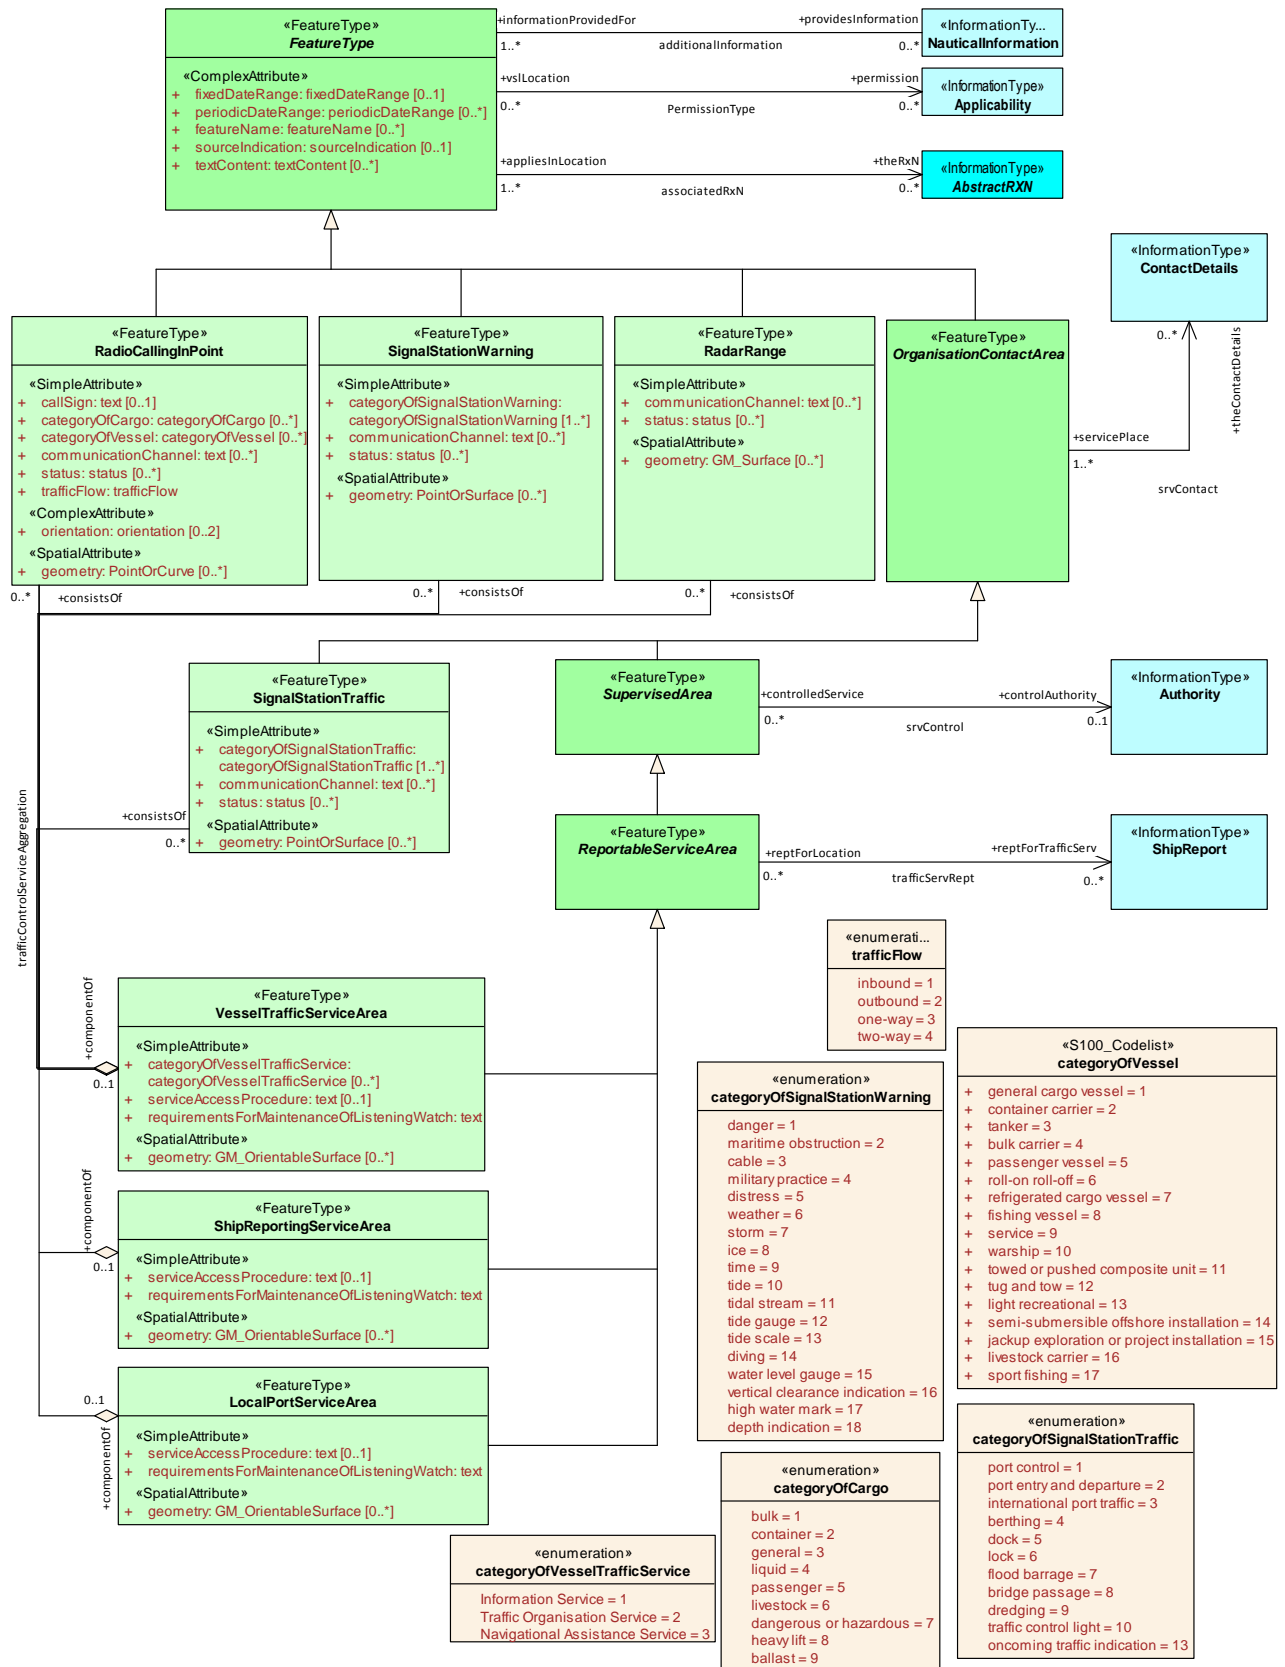 «FeatureType»
FeatureType
«ComplexAttribute»
+ fixedDateRange: fixedDateRange [0..1]
+ periodicDateRange: periodicDateRange [0..*]
+ featureName: featureName [0..*]
+ sourceIndication: sourceIndication [0..1]
+ textContent: textContent [0..*]
+informationProvidedFor
+providesInformation
1..*
additionalInformation
0..*
«InformationTy...
NauticalInformation
+vslLocation
+permission
0..*
PermissionType
0..*
«InformationType»
Applicability
+appliesInLocation
+theRxN
1..*
associatedRxN
0..*
«InformationType»
AbstractRXN
«InformationType»
ContactDetails
0..*
+theContactDetails
+servicePlace
1..*
srvContact
«FeatureType»
RadioCallingInPoint
«SimpleAttribute»
+ callSign: text [0..1]
+ categoryOfCargo: categoryOfCargo [0..*]
+ categoryOfVessel: categoryOfVessel [0..*]
+ communicationChannel: text [0..*]
+ status: status [0..*]
+ trafficFlow: trafficFlow
«ComplexAttribute»
+ orientation: orientation [0..2]
«SpatialAttribute»
+ geometry: PointOrCurve [0..*]
«FeatureType»
SignalStationWarning
«SimpleAttribute»
+ categoryOfSignalStationWarning:
categoryOfSignalStationWarning [1..*]
+ communicationChannel: text [0..*]
+ status: status [0..*]
«SpatialAttribute»
+ geometry: PointOrSurface [0..*]
«FeatureType»
RadarRange
«SimpleAttribute»
+ communicationChannel: text [0..*]
+ status: status [0..*]
«SpatialAttribute»
+ geometry: GM_Surface [0..*]
«FeatureType»
OrganisationContactArea
0..*
+consistsOf
0..*
+consistsOf
0..*
+consistsOf
«FeatureType»
SignalStationTraffic
«SimpleAttribute»
+ categoryOfSignalStationTraffic:
categoryOfSignalStationTraffic [1..*]
+ communicationChannel: text [0..*]
+ status: status [0..*]
«SpatialAttribute»
+ geometry: PointOrSurface [0..*]
+consistsOf
0..*
trafficControlServiceAggregation
«FeatureType»
SupervisedArea
+controlledService
+controlAuthority
0..*
srvControl
0..1
«InformationType»
Authority
«FeatureType»
ReportableServiceArea
+reptForLocation
+reptForTrafficServ
0..*
trafficServRept
0..*
«InformationType»
ShipReport
«enumerati...
trafficFlow
inbound = 1
outbound = 2
one-way = 3
two-way = 4
+componentOf
0..1
«FeatureType»
VesselTrafficServiceArea
«SimpleAttribute»
+ categoryOfVesselTrafficService:
categoryOfVesselTrafficService [0..*]
+ serviceAccessProcedure: text [0..1]
+ requirementsForMaintenanceOfListeningWatch: text
«SpatialAttribute»
+ geometry: GM_OrientableSurface [0..*]
+componentOf
0..1
«FeatureType»
ShipReportingServiceArea
«SimpleAttribute»
+ serviceAccessProcedure: text [0..1]
+ requirementsForMaintenanceOfListeningWatch: text
«SpatialAttribute»
+ geometry: GM_OrientableSurface [0..*]
0..1
+componentOf
«FeatureType»
LocalPortServiceArea
«SimpleAttribute»
+ serviceAccessProcedure: text [0..1]
+ requirementsForMaintenanceOfListeningWatch: text
«SpatialAttribute»
+ geometry: GM_OrientableSurface [0..*]
«enumeration»
categoryOfSignalStationWarning
danger = 1
maritime obstruction = 2
cable = 3
military practice = 4
distress = 5
weather = 6
storm = 7
ice = 8
time = 9
tide = 10
tidal stream = 11
tide gauge = 12
tide scale = 13
diving = 14
water level gauge = 15
vertical clearance indication = 16
high water mark = 17
depth indication = 18
«S100_Codelist»
categoryOfVessel
+ general cargo vessel = 1
+ container carrier = 2
+ tanker = 3
+ bulk carrier = 4
+ passenger vessel = 5
+ roll-on roll-off = 6
+ refrigerated cargo vessel = 7
+ fishing vessel = 8
+ service = 9
+ warship = 10
+ towed or pushed composite unit = 11
+ tug and tow = 12
+ light recreational = 13
+ semi-submersible offshore installation = 14
+ jackup exploration or project installation = 15
+ livestock carrier = 16
+ sport fishing = 17
«enumeration»
categoryOfSignalStationTraffic
port control = 1
port entry and departure = 2
international port traffic = 3
berthing = 4
dock = 5
lock = 6
flood barrage = 7
bridge passage = 8
dredging = 9
traffic control light = 10
oncoming traffic indication = 13
«enumeration»
categoryOfCargo
bulk = 1
container = 2
general = 3
liquid = 4
passenger = 5
livestock = 6
dangerous or hazardous = 7
heavy lift = 8
ballast = 9
«enumeration»
categoryOfVesselTrafficService
Information Service = 1
Traffic Organisation Service = 2
Navigational Assistance Service = 3